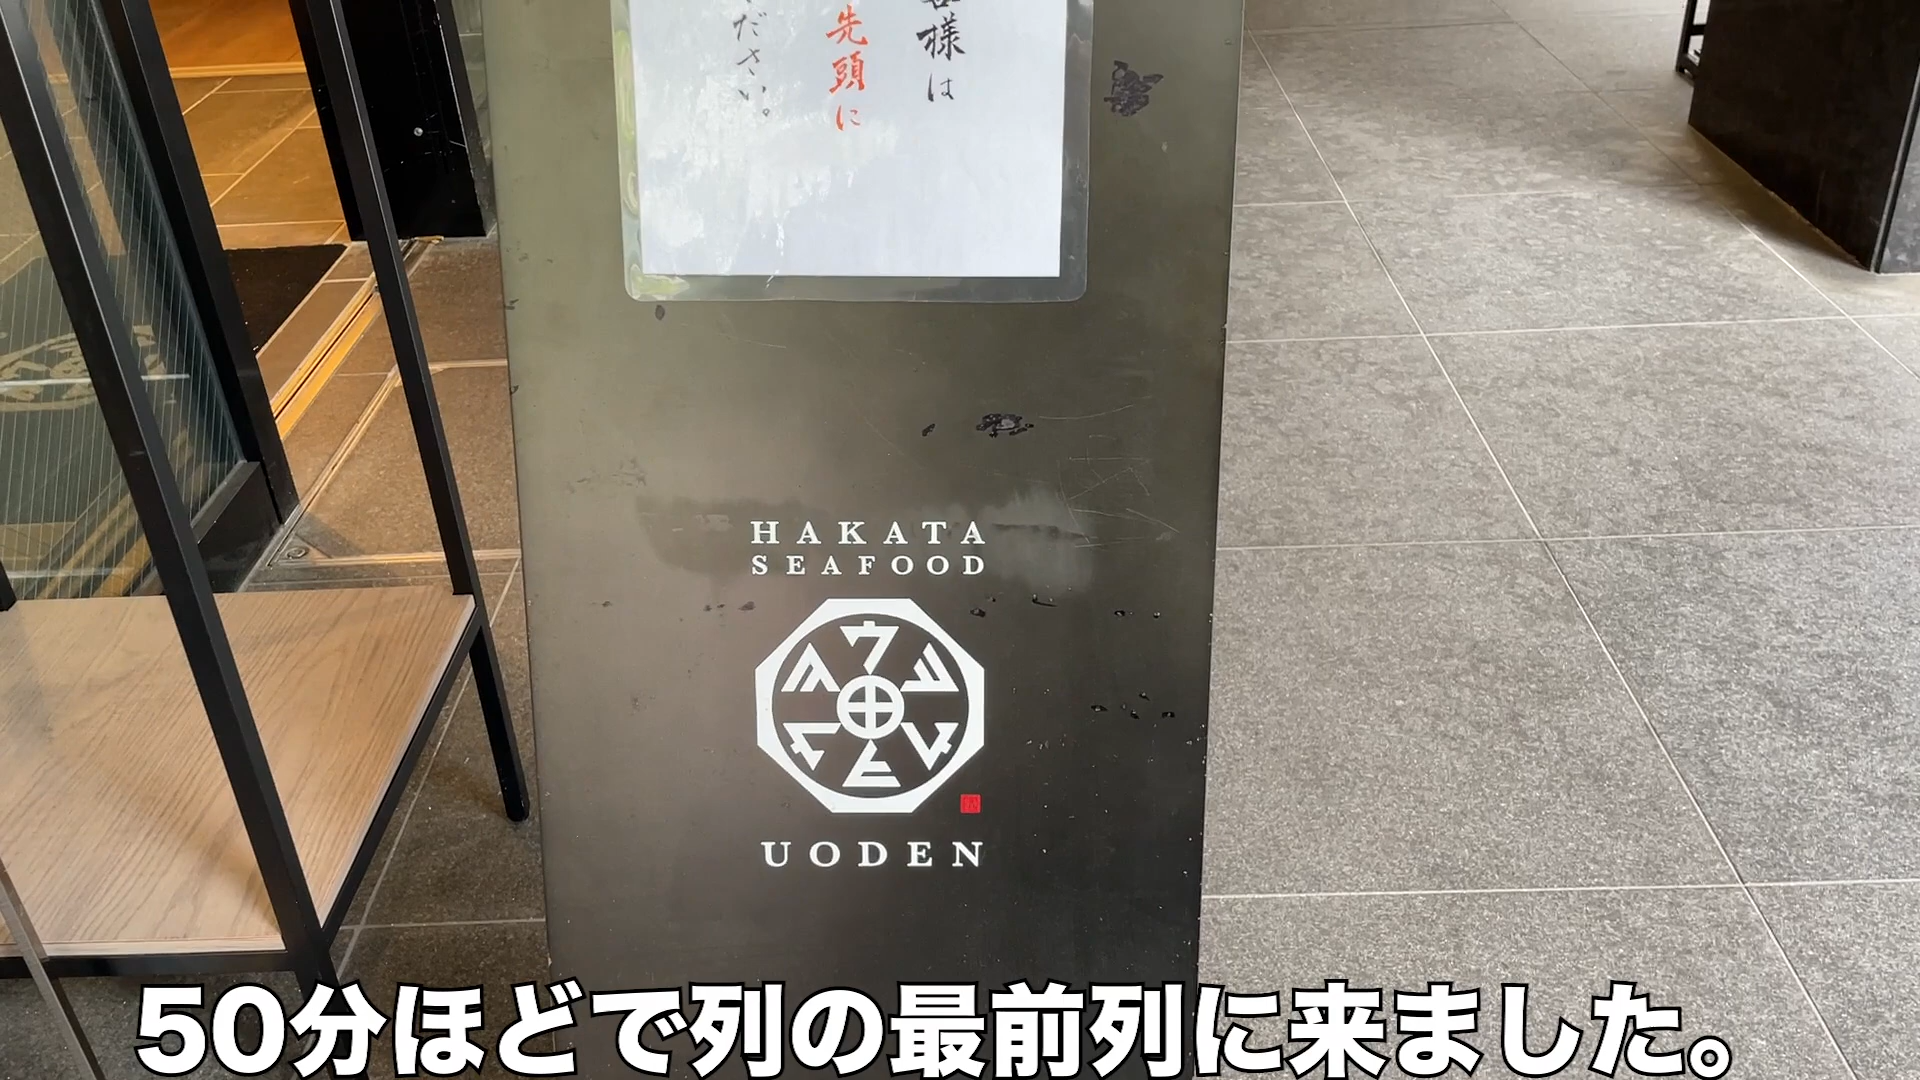 様は
先頭に
ださい。
HAKATA
SEAFOOD
UODEN
50分ほどで列の最前列に来ました。